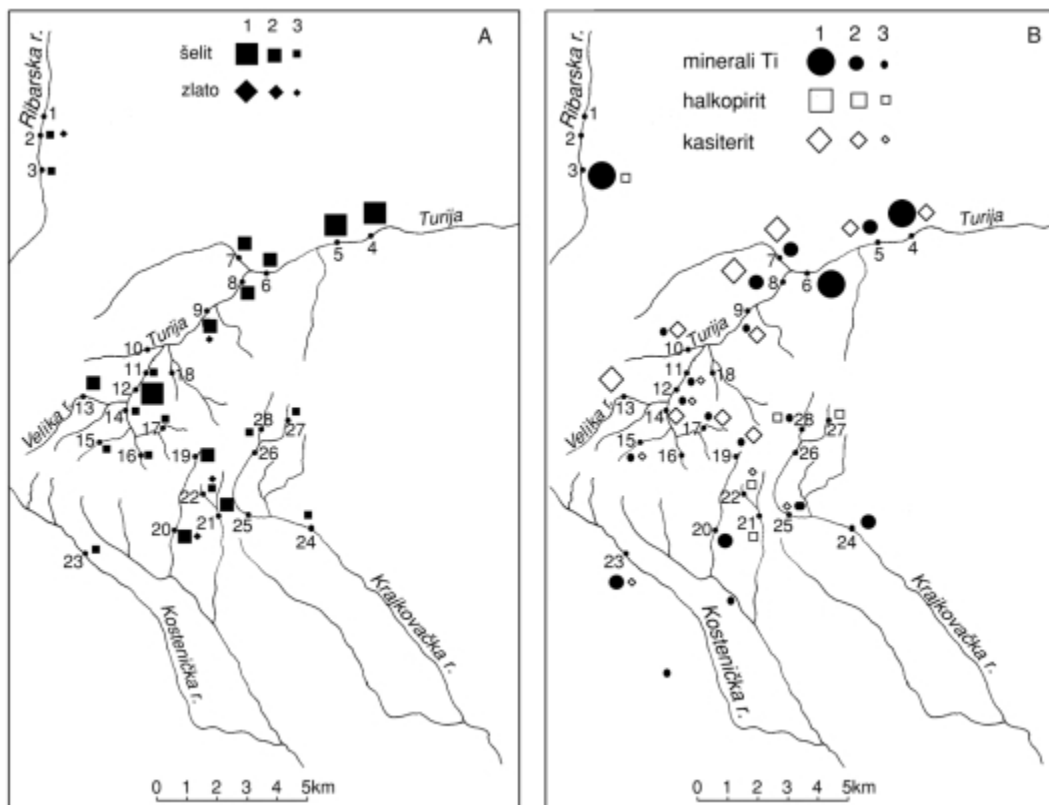 A
1 2 3
šelit
zlato
Ribarska r.
1
2
3
Turija
4
5
6
7
8
9
Turija
10
11
12
18
13
14
Velika r.
15
16
17
19
28
27
26
22
21
20
25
24
23
Kostenička r.
Krajkovačka r.
0 1 2 3 4 5km
B
1 2 3
minerali Ti
halkopirit
kasiterit
Ribarska r.
1
2
3
Turija
4
5
6
7
8
9
Turija
10
11
12
18
13
14
Velika r.
15
16
17
19
28
27
26
22
21
20
25
24
23
Kostenička r.
Krajkovačka r.
0 1 2 3 4 5km